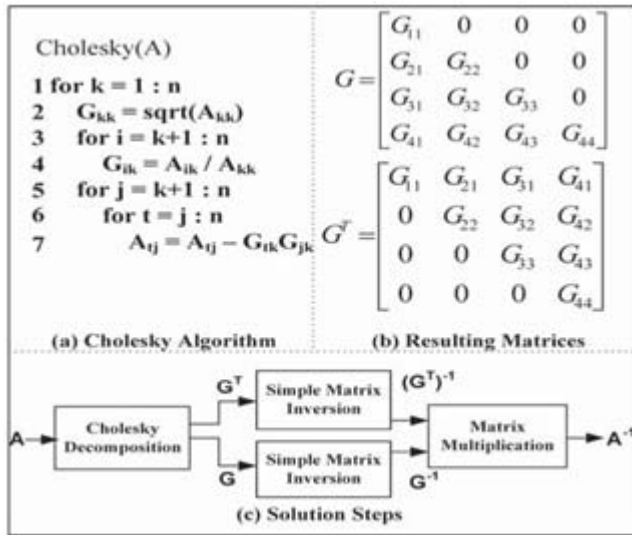 Cholesky(A)
1 for k = 1 : n
2 Gkk = sqrt(Akk)
3 for i = k+1 : n
4 Gik = Aik / Akk
5 for j = k+1 : n
6 for t = j : n
7 Atj = Atj – GtkGjk
(a) Cholesky Algorithm
G =
G11 0 0 0
G21 G22 0 0
G31 G32 G33 0
G41 G42 G43 G44
G^T =
G11 G21 G31 G41
0 G22 G32 G42
0 0 G33 G43
0 0 0 G44
(b) Resulting Matrices
A
Cholesky
Decomposition
G^T
Simple Matrix
Inversion
(G^T)^-1
G
Simple Matrix
Inversion
G^-1
Matrix
Multiplication
A^-1
(c) Solution Steps